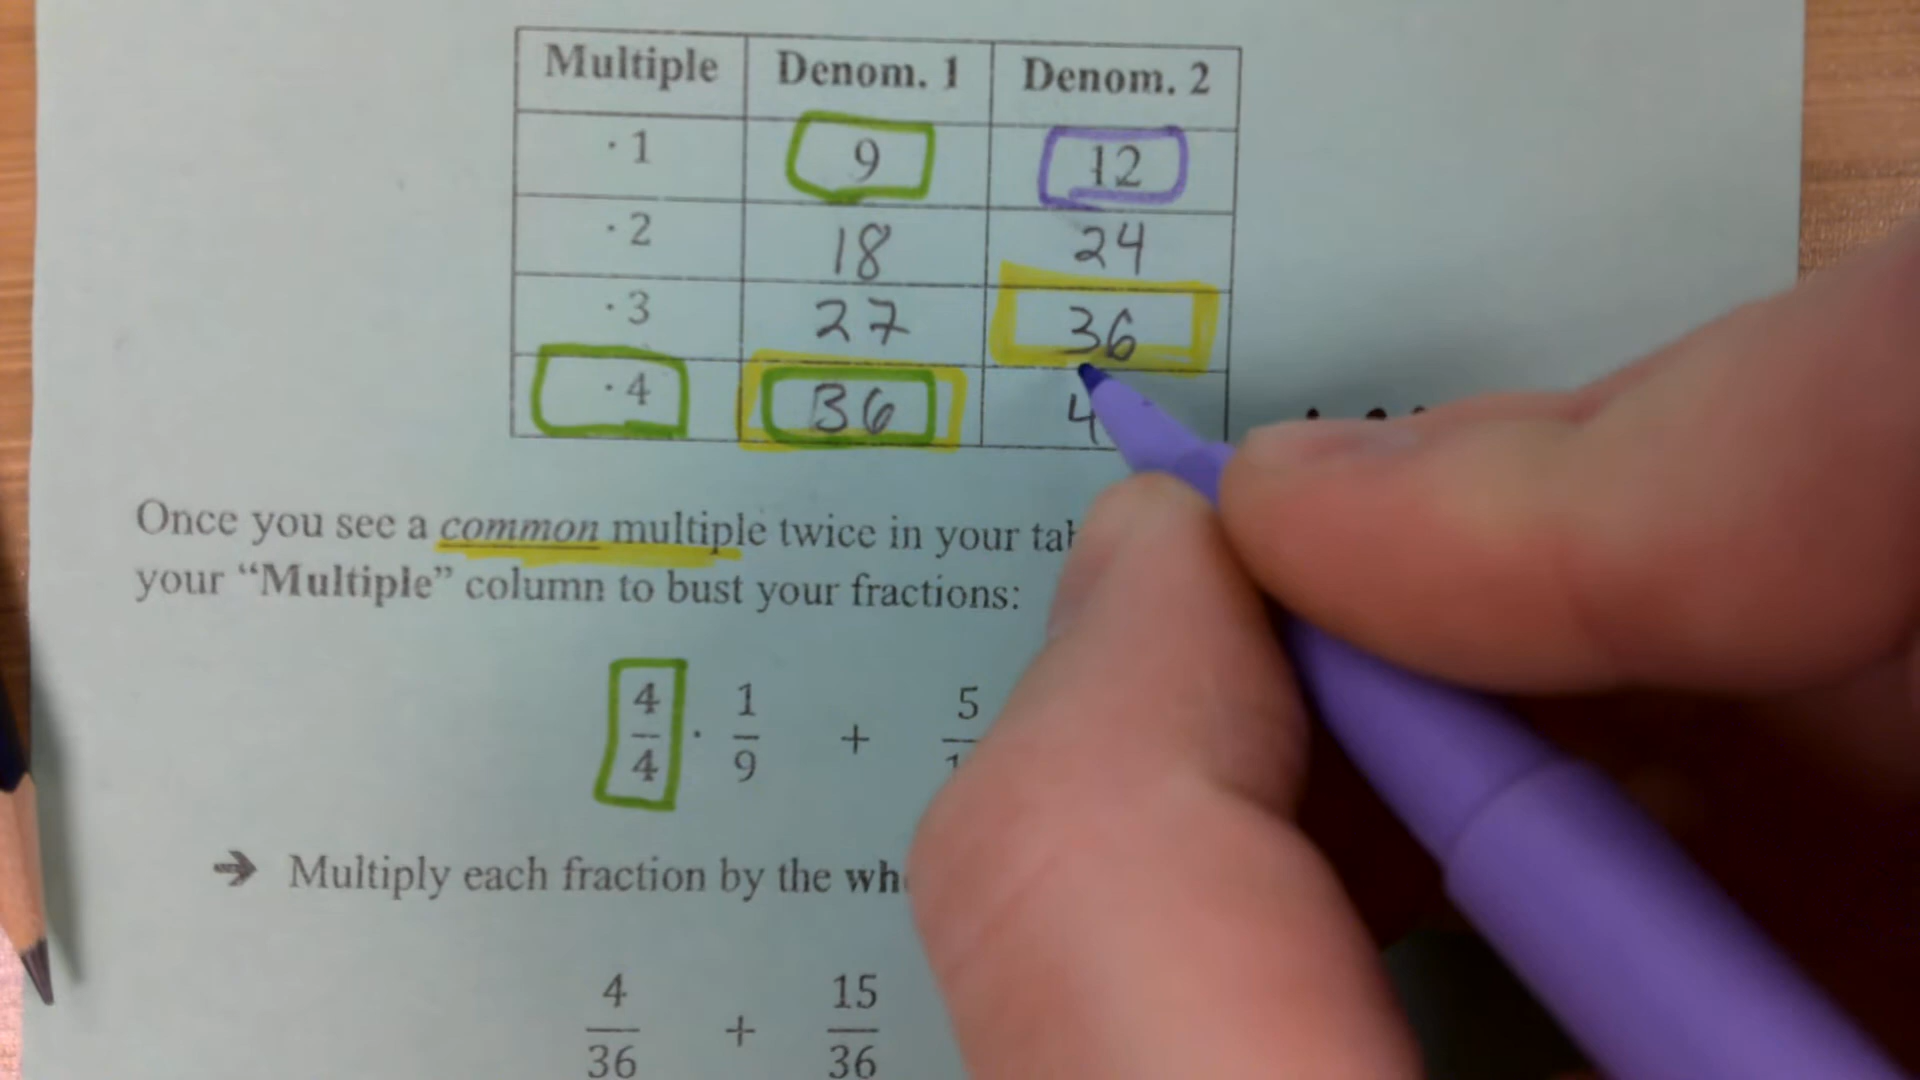 Multiple Denom. 1 Denom. 2
· 1 9 12
· 2 18 24
· 3 27 36
· 4 36 4
Once you see a common multiple twice in your
your “Multiple” column to bust your fractions:
4/4 · 1/9 + 5
→ Multiply each fraction by the
4/36 + 15/36